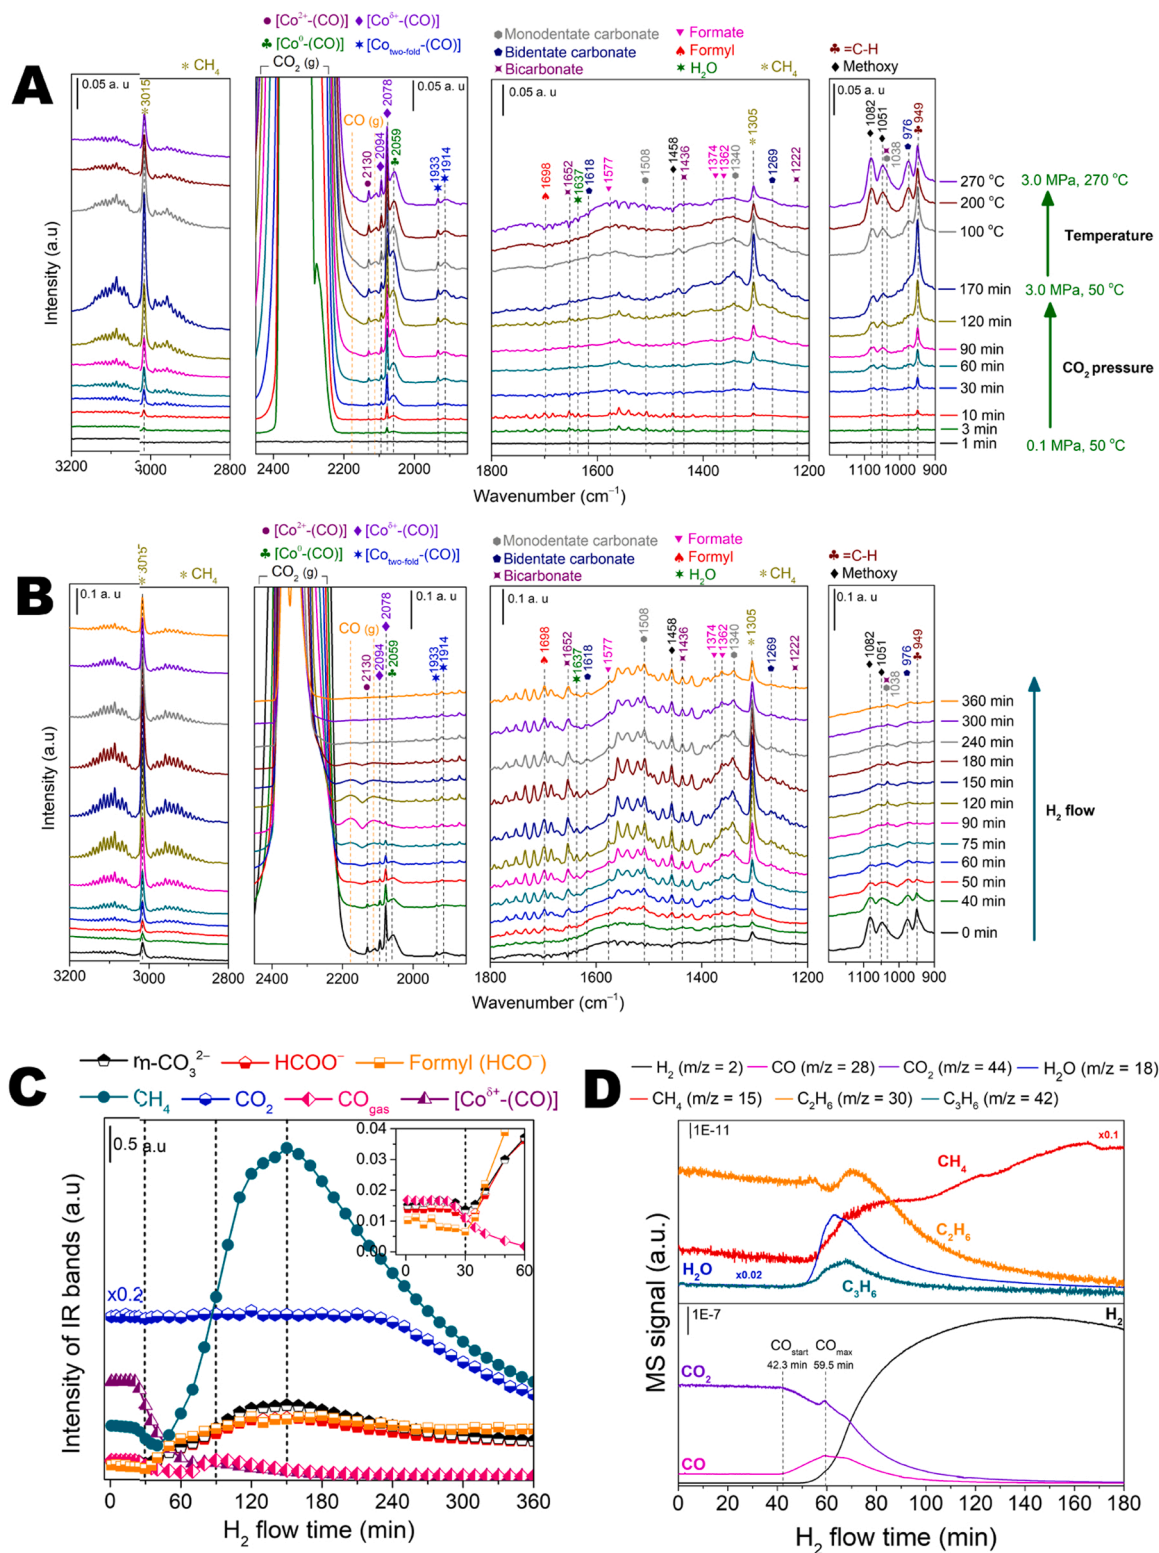 A
● [Co2+-(CO)] ♦ [Coδ+-(CO)]
♣ [Co0-(CO)] ✶ [Cotwo-fold-(CO)]
Monodentate carbonate
Bidentate carbonate
Bicarbonate
Formate
Formyl
H2O
✳ CH4
♣ =C-H
♦ Methoxy
✳ CH4
CO2 (g)
0.05 a. u
0.05 a. u
0.05 a. u
0.05 a. u
3015
CO (g)
2130
2094
2078
2059
1933
1914
1698
1652
1637
1618
1577
1508
1458
1436
1374
1362
1340
1305
1269
1222
1082
1051
1038
976
949
270 °C
200 °C
100 °C
170 min
120 min
90 min
60 min
30 min
10 min
3 min
1 min
3.0 MPa, 270 °C
Temperature
3.0 MPa, 50 °C
CO2 pressure
0.1 MPa, 50 °C
Intensity (a.u)
3200 3000 2800
2400 2200 2000
1800 1600 1400 1200
1100 1000 900
Wavenumber (cm−1)
B
● [Co2+-(CO)] ♦ [Coδ+-(CO)]
♣ [Co0-(CO)] ✶ [Cotwo-fold-(CO)]
Monodentate carbonate
Bidentate carbonate
Bicarbonate
Formate
Formyl
H2O
✳ CH4
♣ =C-H
♦ Methoxy
✳ CH4
CO2 (g)
0.1 a. u
0.1 a. u
0.1 a. u
0.1 a. u
3015
CO (g)
2130
2094
2078
2059
1933
1914
1698
1652
1637
1618
1577
1508
1458
1436
1374
1362
1340
1305
1269
1222
1082
1051
1038
976
949
360 min
300 min
240 min
180 min
150 min
120 min
90 min
75 min
60 min
50 min
40 min
0 min
H2 flow
Intensity (a.u)
3200 3000 2800
2400 2200 2000
1800 1600 1400 1200
1100 1000 900
Wavenumber (cm−1)
C
m-CO32− HCOO− Formyl (HCO−)
CH4 CO2 COgas [Coδ+-(CO)]
0.5 a.u
x0.2
0.04
0.03
0.02
0.01
0.00
0 30 60
Intensity of IR bands (a.u)
0 60 120 180 240 300 360
H2 flow time (min)
D
H2 (m/z = 2) CO (m/z = 28) CO2 (m/z = 44) H2O (m/z = 18)
CH4 (m/z = 15) C2H6 (m/z = 30) C3H6 (m/z = 42)
1E-11
x0.1
CH4
C2H6
H2O
x0.02
C3H6
1E-7
H2
COstart
42.3 min
COmax
59.5 min
CO2
CO
MS signal (a.u.)
0 20 40 60 80 100 120 140 160 180
H2 flow time (min)